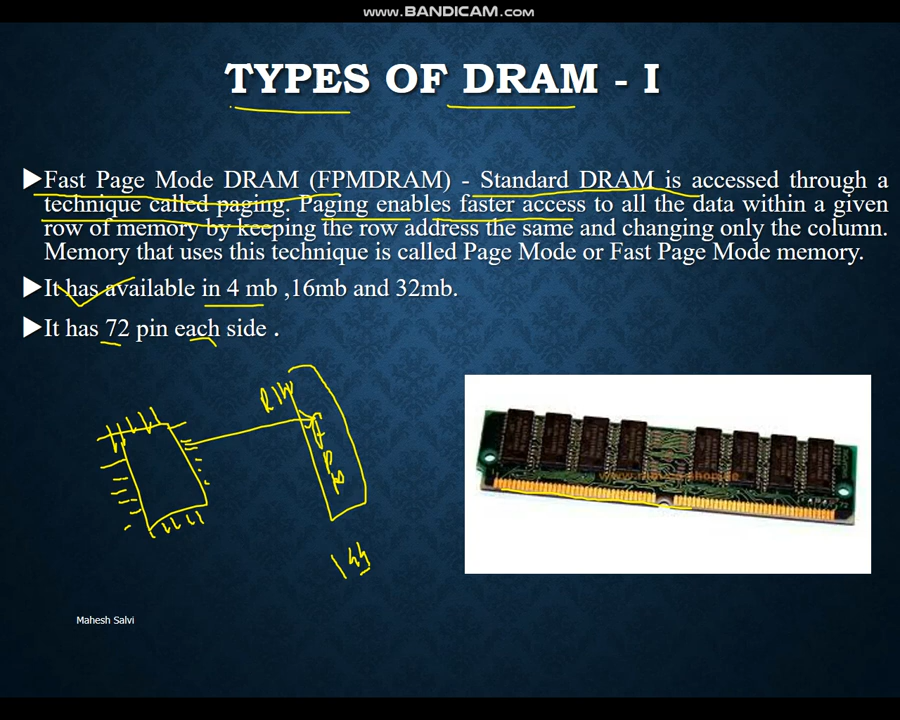 www.BANDICAM.com
TYPES OF DRAM - I
Fast Page Mode DRAM (FPMDRAM) - Standard DRAM is accessed through a
technique called paging. Paging enables faster access to all the data within a given
row of memory by keeping the row address the same and changing only the column.
Memory that uses this technique is called Page Mode or Fast Page Mode memory.
It has available in 4 mb ,16mb and 32mb.
It has 72 pin each side .
R/W
144
Mahesh Salvi